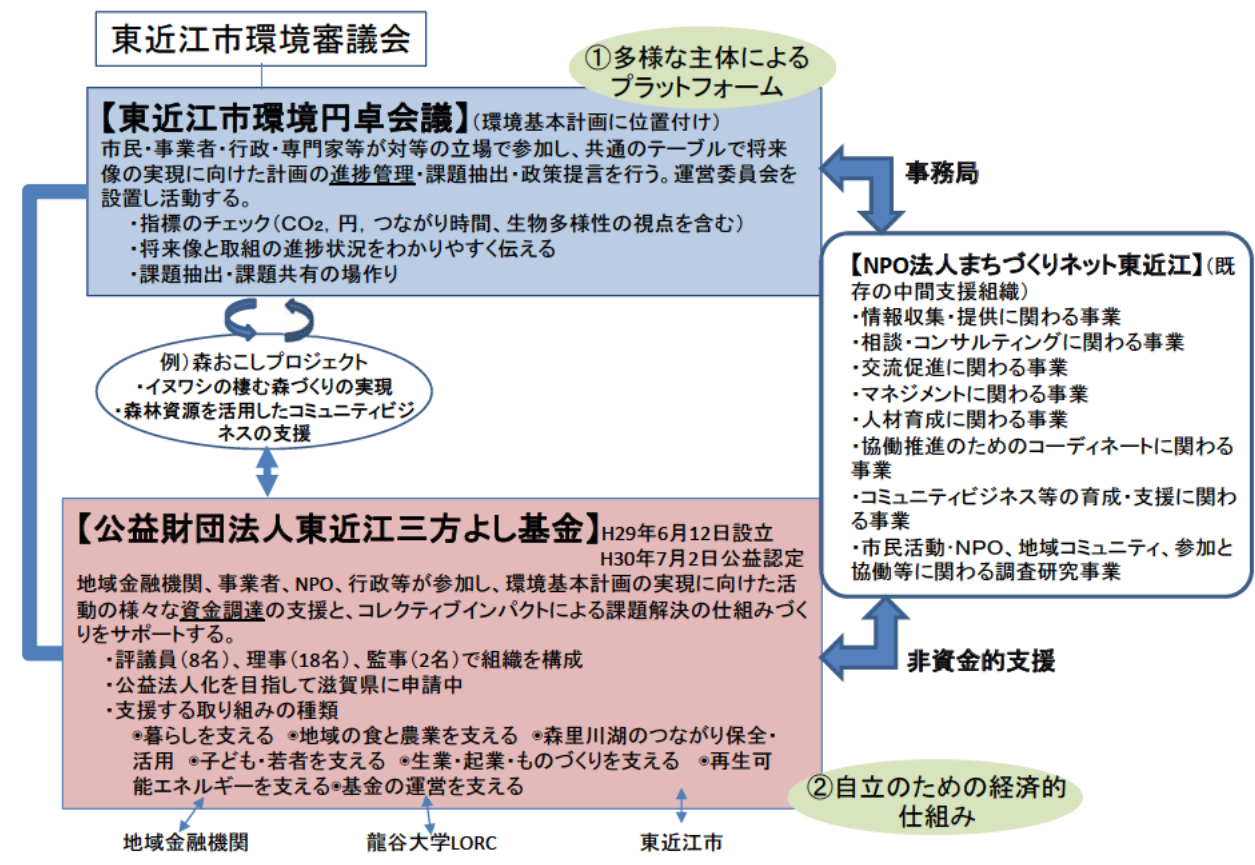 東近江市環境審議会
①多様な主体による
プラットフォーム
【東近江市環境円卓会議】(環境基本計画に位置付け)
市民・事業者・行政・専門家等が対等の立場で参加し、共通のテーブルで将来
像の実現に向けた計画の進捗管理・課題抽出・政策提言を行う。運営委員会を
設置し活動する。
・指標のチェック(CO₂, 円, つながり時間、生物多様性の視点を含む)
・将来像と取組の進捗状況をわかりやすく伝える
・課題抽出・課題共有の場作り
事務局
例)森おこしプロジェクト
・イヌワシの棲む森づくりの実現
・森林資源を活用したコミュニティビジ
ネスの支援
【NPO法人まちづくりネット東近江】(既
存の中間支援組織)
・情報収集・提供に関わる事業
・相談・コンサルティングに関わる事業
・交流促進に関わる事業
・マネジメントに関わる事業
・人材育成に関わる事業
・協働推進のためのコーディネートに関わる
事業
・コミュニティビジネス等の育成・支援に関わ
る事業
・市民活動・NPO、地域コミュニティ、参加と
協働等に関わる調査研究事業
【公益財団法人東近江三方よし基金】H29年6月12日設立
H30年7月2日公益認定
地域金融機関、事業者、NPO、行政等が参加し、環境基本計画の実現に向けた活
動の様々な資金調達の支援と、コレクティブインパクトによる課題解決の仕組みづく
りをサポートする。
・評議員(8名)、理事(18名)、監事(2名)で組織を構成
・公益法人化を目指して滋賀県に申請中
・支援する取り組みの種類
◉暮らしを支える ◉地域の食と農業を支える ◉森里川湖のつながり保全・
活用 ◉子ども・若者を支える ◉生業・起業・ものづくりを支える ◉再生可
能エネルギーを支える◉基金の運営を支える
非資金的支援
②自立のための経済的
仕組み
地域金融機関
龍谷大学LORC
東近江市